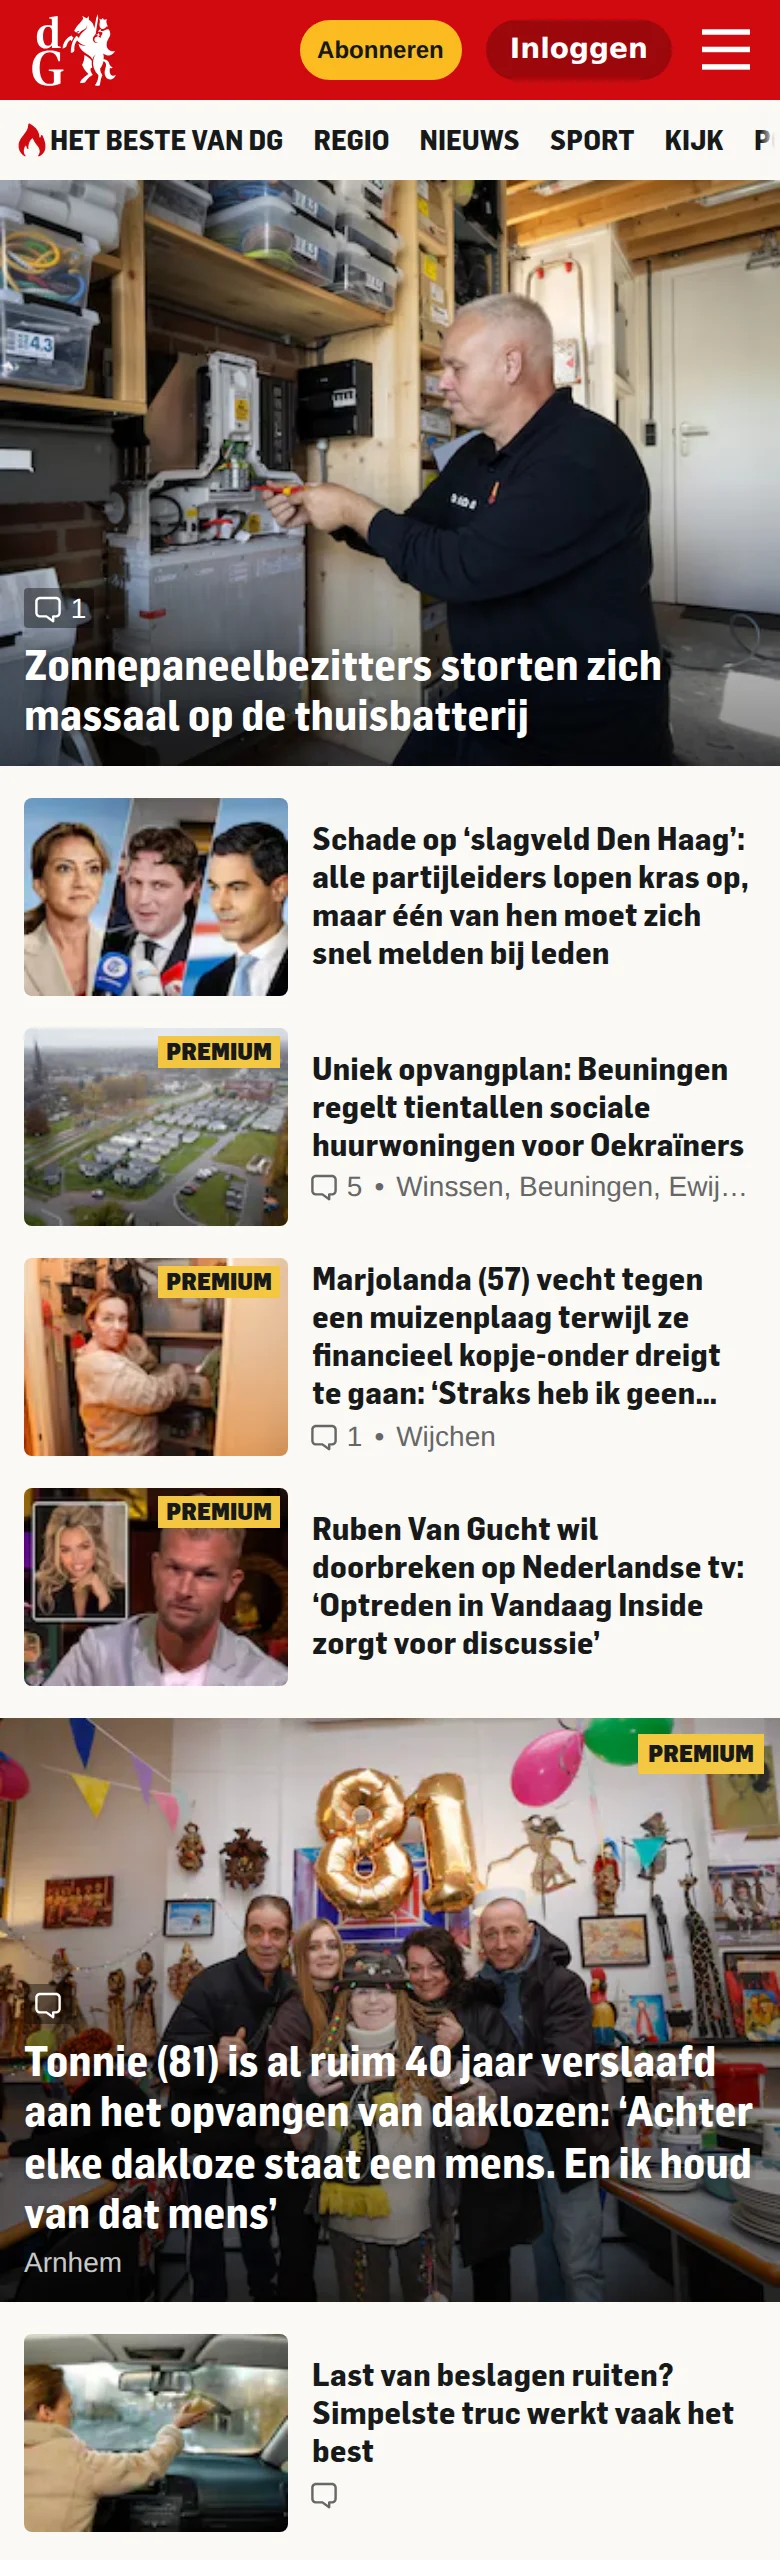 dG
Abonneren
Inloggen
HET BESTE VAN DG
REGIO
NIEUWS
SPORT
KIJK
4.3
1
Zonnepaneelbezitters storten zich
massaal op de thuisbatterij
Schade op ‘slagveld Den Haag’:
alle partijleiders lopen kras op,
maar één van hen moet zich
snel melden bij leden
PREMIUM
Uniek opvangplan: Beuningen
regelt tientallen sociale
huurwoningen voor Oekraïners
5 • Winssen, Beuningen, Ewij...
PREMIUM
Marjolanda (57) vecht tegen
een muizenplaag terwijl ze
financieel kopje-onder dreigt
te gaan: ‘Straks heb ik geen...
1 • Wijchen
PREMIUM
Ruben Van Gucht wil
doorbreken op Nederlandse tv:
‘Optreden in Vandaag Inside
zorgt voor discussie’
PREMIUM
81
Tonnie (81) is al ruim 40 jaar verslaafd
aan het opvangen van daklozen: ‘Achter
elke dakloze staat een mens. En ik houd
van dat mens’
Arnhem
Last van beslagen ruiten?
Simpelste truc werkt vaak het
best